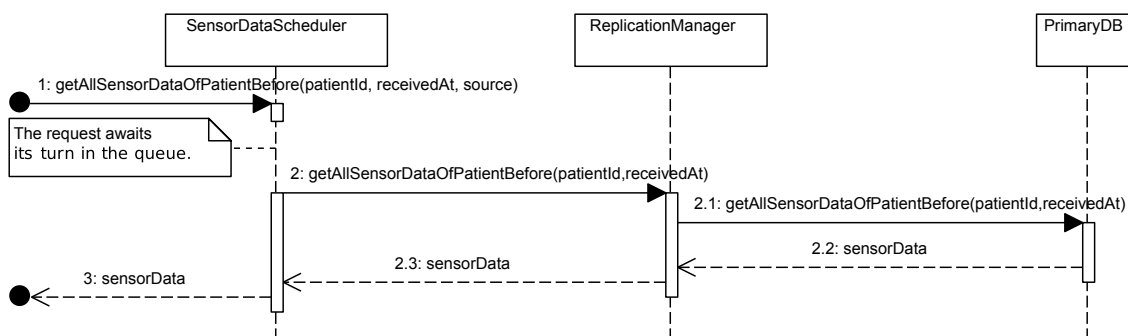 SensorDataScheduler
ReplicationManager
PrimaryDB
1: getAllSensorDataOfPatientBefore(patientId, receivedAt, source)
The request awaits
its turn in the queue.
2: getAllSensorDataOfPatientBefore(patientId,receivedAt)
2.1: getAllSensorDataOfPatientBefore(patientId,receivedAt)
2.2: sensorData
2.3: sensorData
3: sensorData